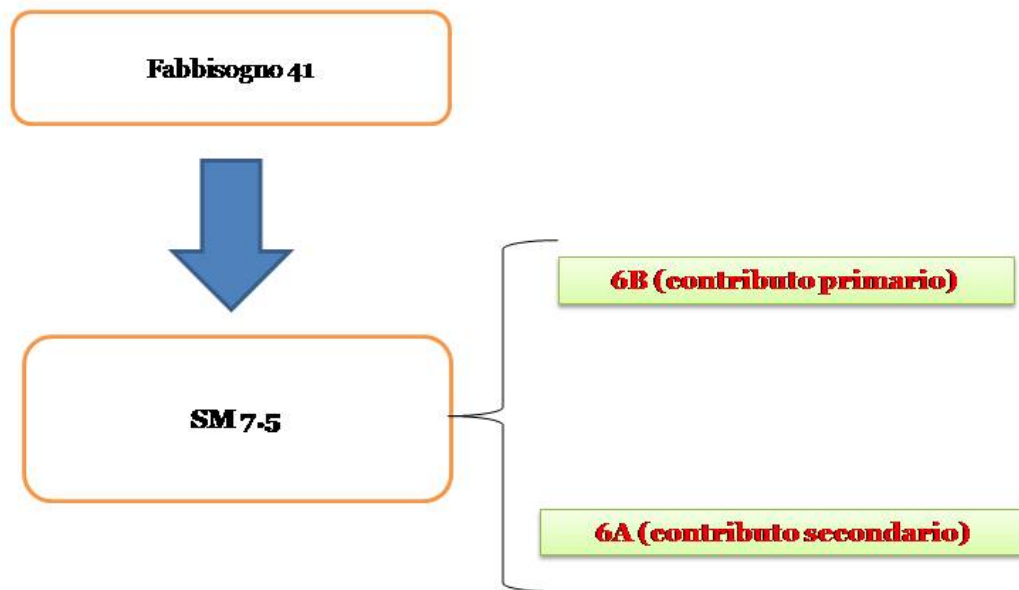 Fabbisogno 41
6B (contributo primario)
SM 7.5
6A (contributo secondario)